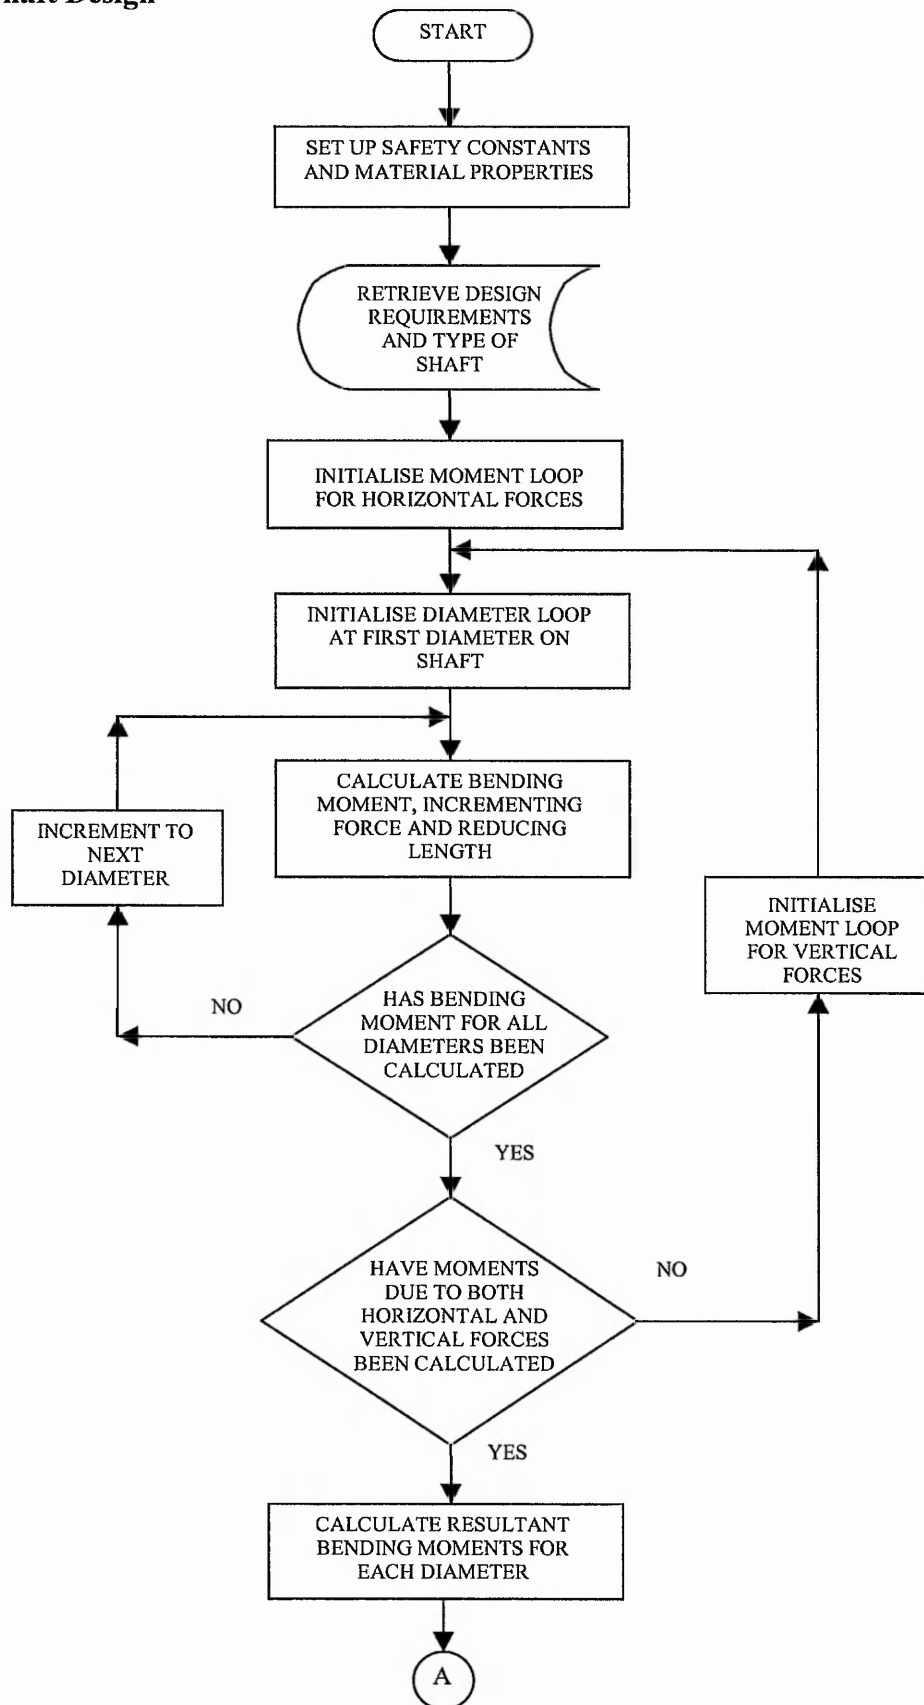 Shaft Design
START
SET UP SAFETY CONSTANTS
AND MATERIAL PROPERTIES
RETRIEVE DESIGN
REQUIREMENTS
AND TYPE OF
SHAFT
INITIALISE MOMENT LOOP
FOR HORIZONTAL FORCES
INITIALISE DIAMETER LOOP
AT FIRST DIAMETER ON
SHAFT
CALCULATE BENDING
MOMENT, INCREMENTING
FORCE AND REDUCING
LENGTH
INCREMENT TO
NEXT
DIAMETER
INITIALISE
MOMENT LOOP
FOR VERTICAL
FORCES
NO
HAS BENDING
MOMENT FOR ALL
DIAMETERS BEEN
CALCULATED
YES
HAVE MOMENTS
DUE TO BOTH
HORIZONTAL AND
VERTICAL FORCES
BEEN CALCULATED
NO
YES
CALCULATE RESULTANT
BENDING MOMENTS FOR
EACH DIAMETER
A